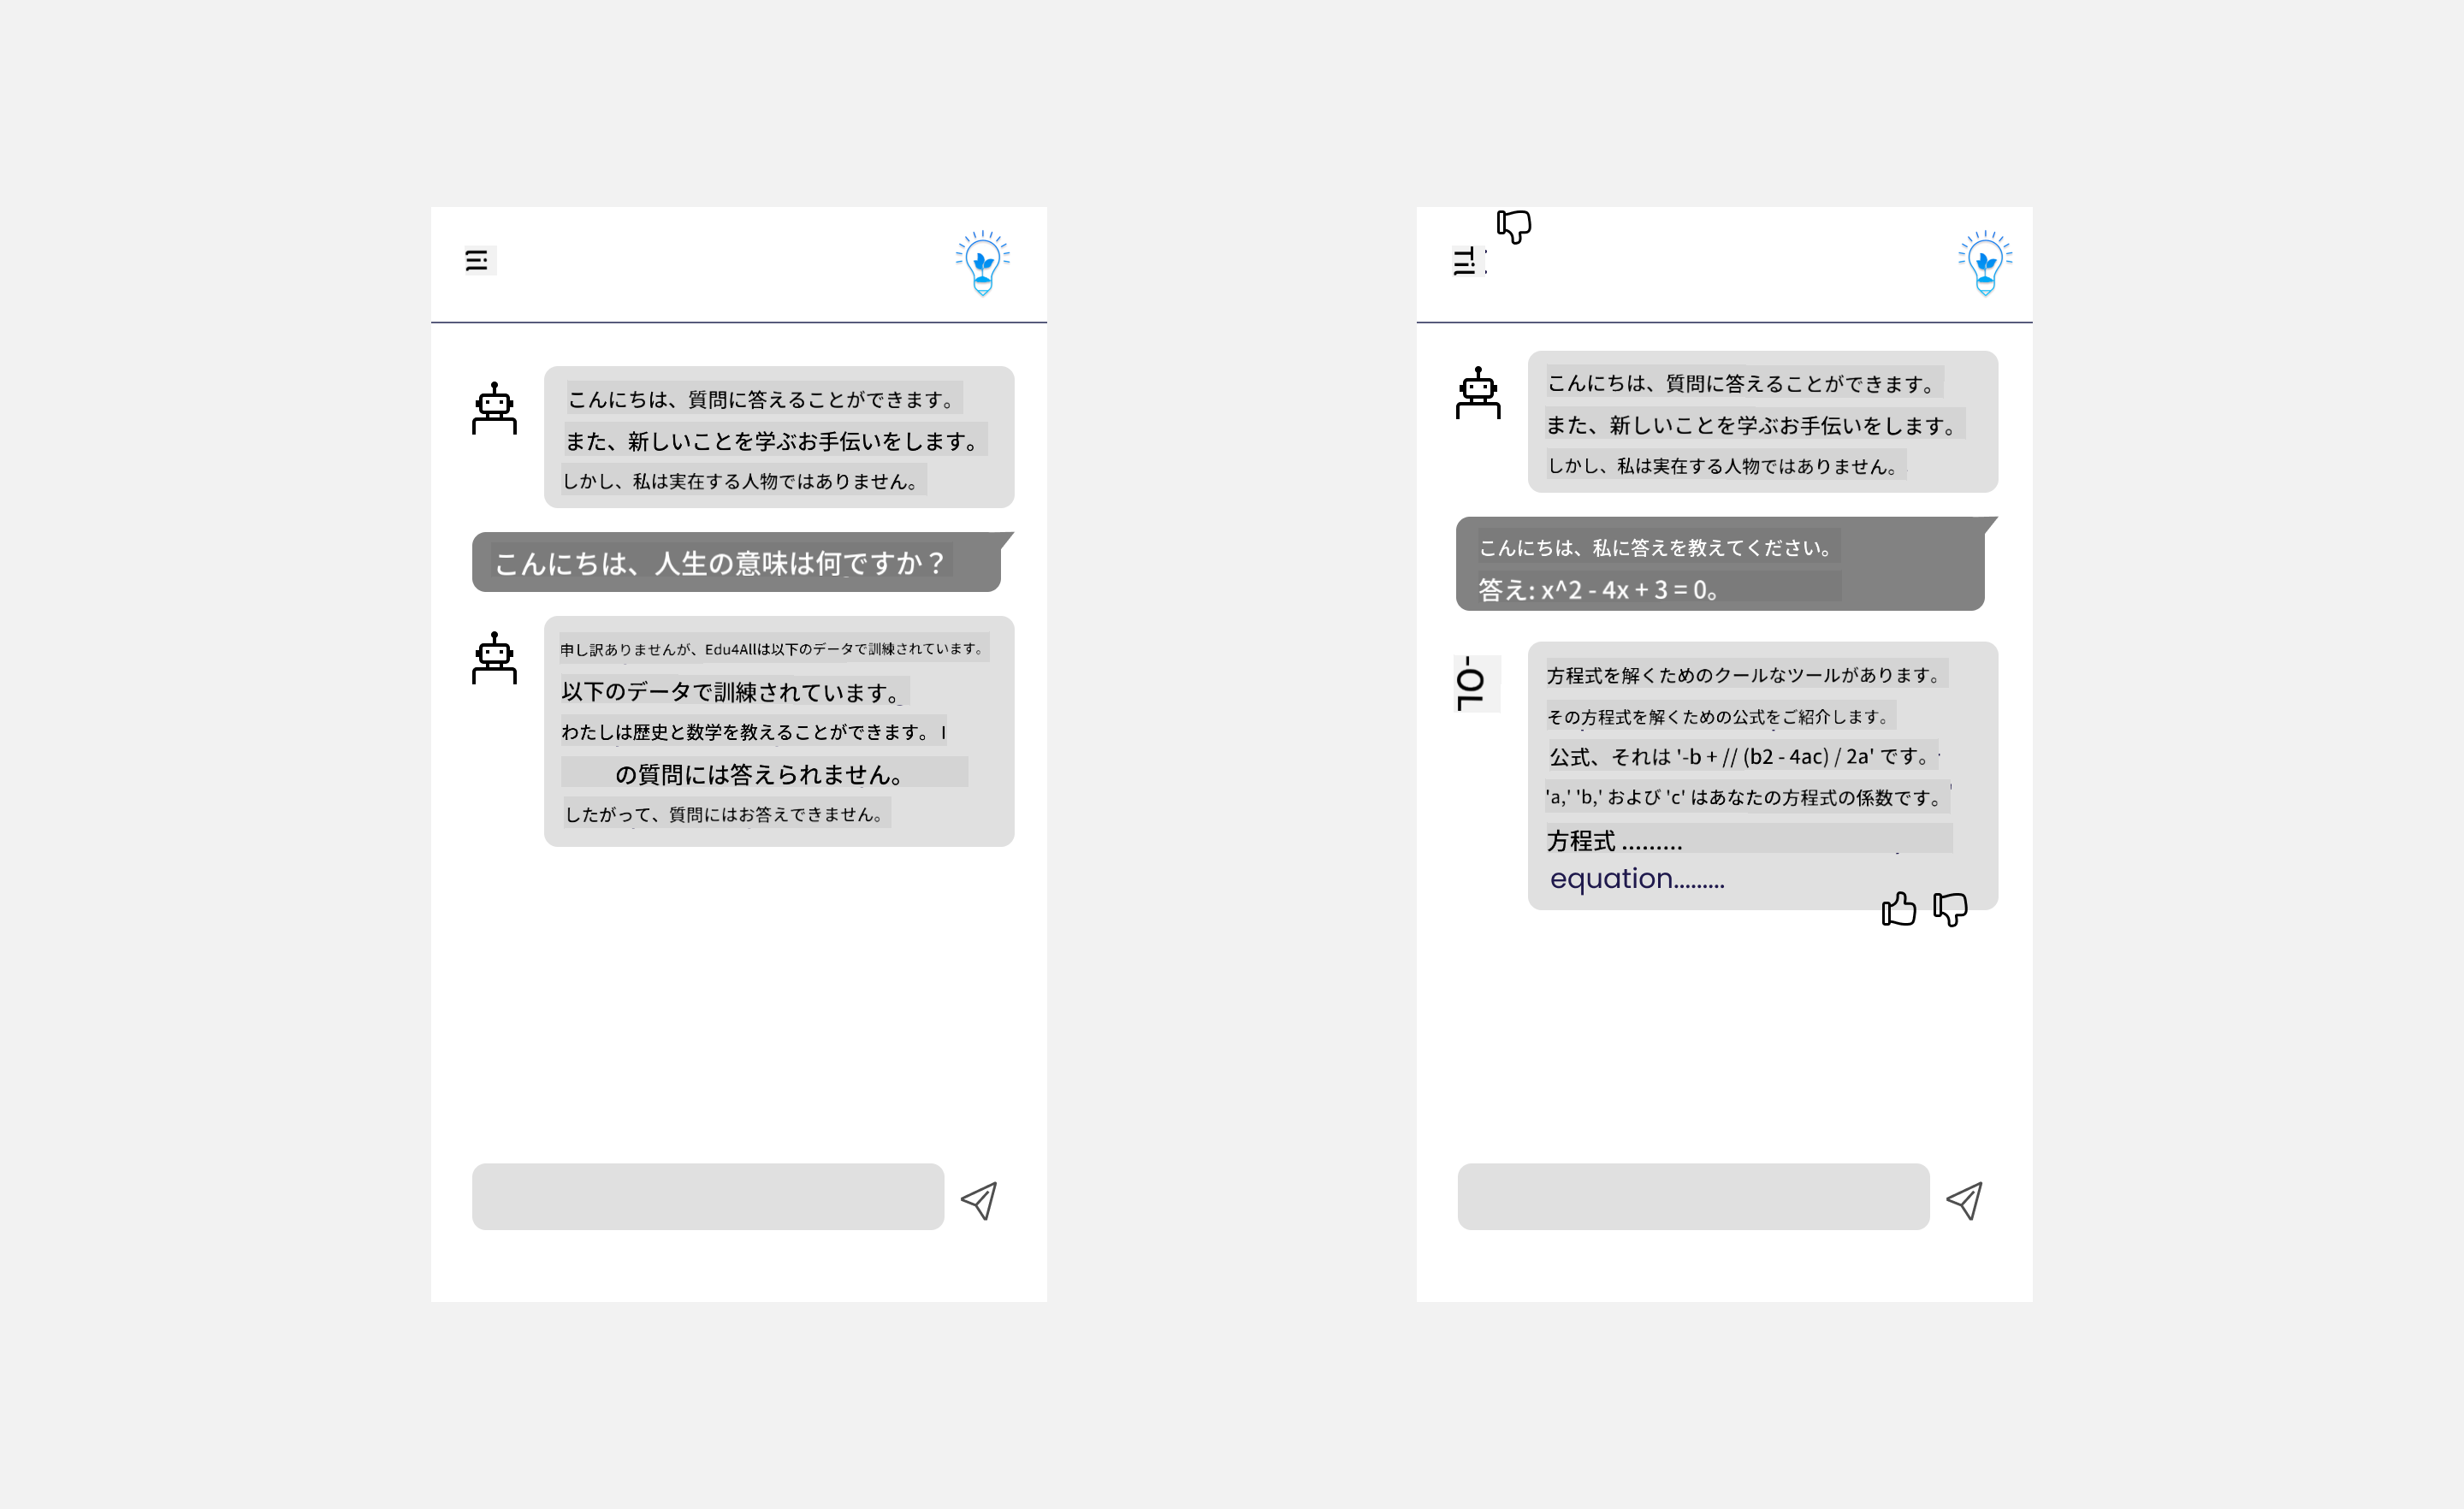 こんにちは、質問に答えることができます。
また、新しいことを学ぶお手伝いをします。
しかし、私は実在する人物ではありません。
こんにちは、人生の意味は何ですか？
申し訳ありませんが、Edu4Allは以下のデータで訓練されています。
以下のデータで訓練されています。
わたしは歴史と数学を教えることができます。 I
の質問には答えられません。
したがって、質問にはお答えできません。
こんにちは、質問に答えることができます。
また、新しいことを学ぶお手伝いをします。
しかし、私は実在する人物ではありません。
こんにちは、私に答えを教えてください。
答え: x^2 - 4x + 3 = 0。
-OL
方程式を解くためのクールなツールがあります。
その方程式を解くための公式をご紹介します。
公式、それは '-b + // (b2 - 4ac) / 2a' です。
'a,' 'b,' および 'c' はあなたの方程式の係数です。
方程式 .........
equation.........